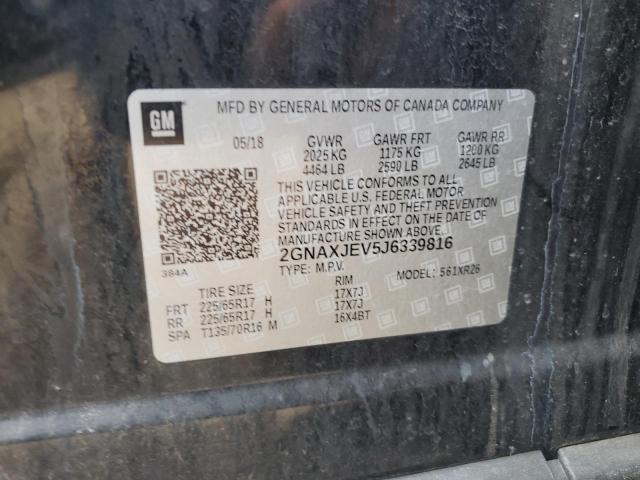 GM
MFD BY GENERAL MOTORS OF CANADA COMPANY
05/18 GVWR GAWR FRT GAWR RR
2025 KG 1175 KG 1200 KG
4464 LB 2590 LB 2645 LB
THIS VEHICLE CONFORMS TO ALL
APPLICABLE U.S. FEDERAL MOTOR
VEHICLE SAFETY AND THEFT PREVENTION
STANDARDS IN EFFECT ON THE DATE OF
MANUFACTURE SHOWN ABOVE.
2GNAXJEV5J6339816
384A
TYPE: M.P.V. MODEL: 561XR26
TIRE SIZE RIM
FRT 225/65R17 H 17X7J
RR 225/65R17 H 17X7J
SPA T135/70R16 M 16X4BT